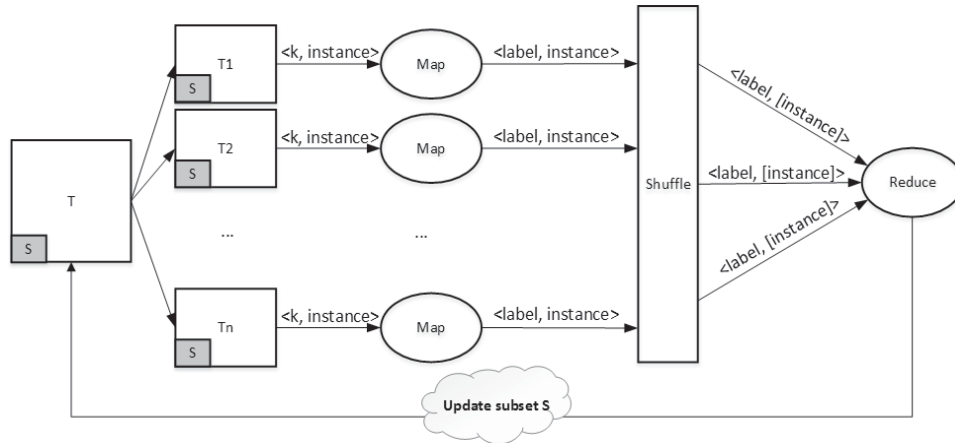 T1
S
<k, instance>
Map
<label, instance>
T2
S
<k, instance>
Map
<label, instance>
T
S
...
...
Tn
S
<k, instance>
Map
<label, instance>
Shuffle
<label, [instance]>
<label, [instance]>
<label, [instance]>
Reduce
Update subset S